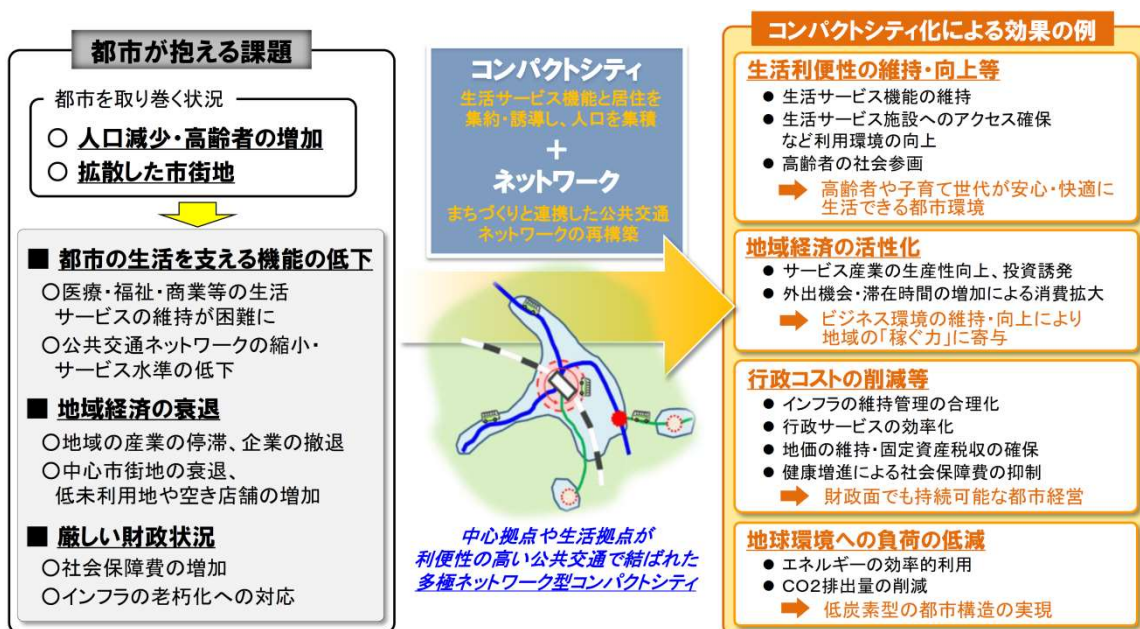 都市が抱える課題
都市を取り巻く状況
○ 人口減少・高齢者の増加
○ 拡散した市街地
■ 都市の生活を支える機能の低下
○医療・福祉・商業等の生活
サービスの維持が困難に
○公共交通ネットワークの縮小・
サービス水準の低下
■ 地域経済の衰退
○地域の産業の停滞、企業の撤退
○中心市街地の衰退、
低未利用地や空き店舗の増加
■ 厳しい財政状況
○社会保障費の増加
○インフラの老朽化への対応
コンパクトシティ
生活サービス機能と居住を
集約・誘導し、人口を集積
+
ネットワーク
まちづくりと連携した公共交通
ネットワークの再構築
中心拠点や生活拠点が
利便性の高い公共交通で結ばれた
多極ネットワーク型コンパクトシティ
コンパクトシティ化による効果の例
生活利便性の維持・向上等
● 生活サービス機能の維持
● 生活サービス施設へのアクセス確保
など利用環境の向上
● 高齢者の社会参画
➡ 高齢者や子育て世代が安心・快適に
生活できる都市環境
地域経済の活性化
● サービス産業の生産性向上、投資誘発
● 外出機会・滞在時間の増加による消費拡大
➡ ビジネス環境の維持・向上により
地域の「稼ぐ力」に寄与
行政コストの削減等
● インフラの維持管理の合理化
● 行政サービスの効率化
● 地価の維持・固定資産税収の確保
● 健康増進による社会保障費の抑制
➡ 財政面でも持続可能な都市経営
地球環境への負荷の低減
● エネルギーの効率的利用
● CO2排出量の削減
➡ 低炭素型の都市構造の実現